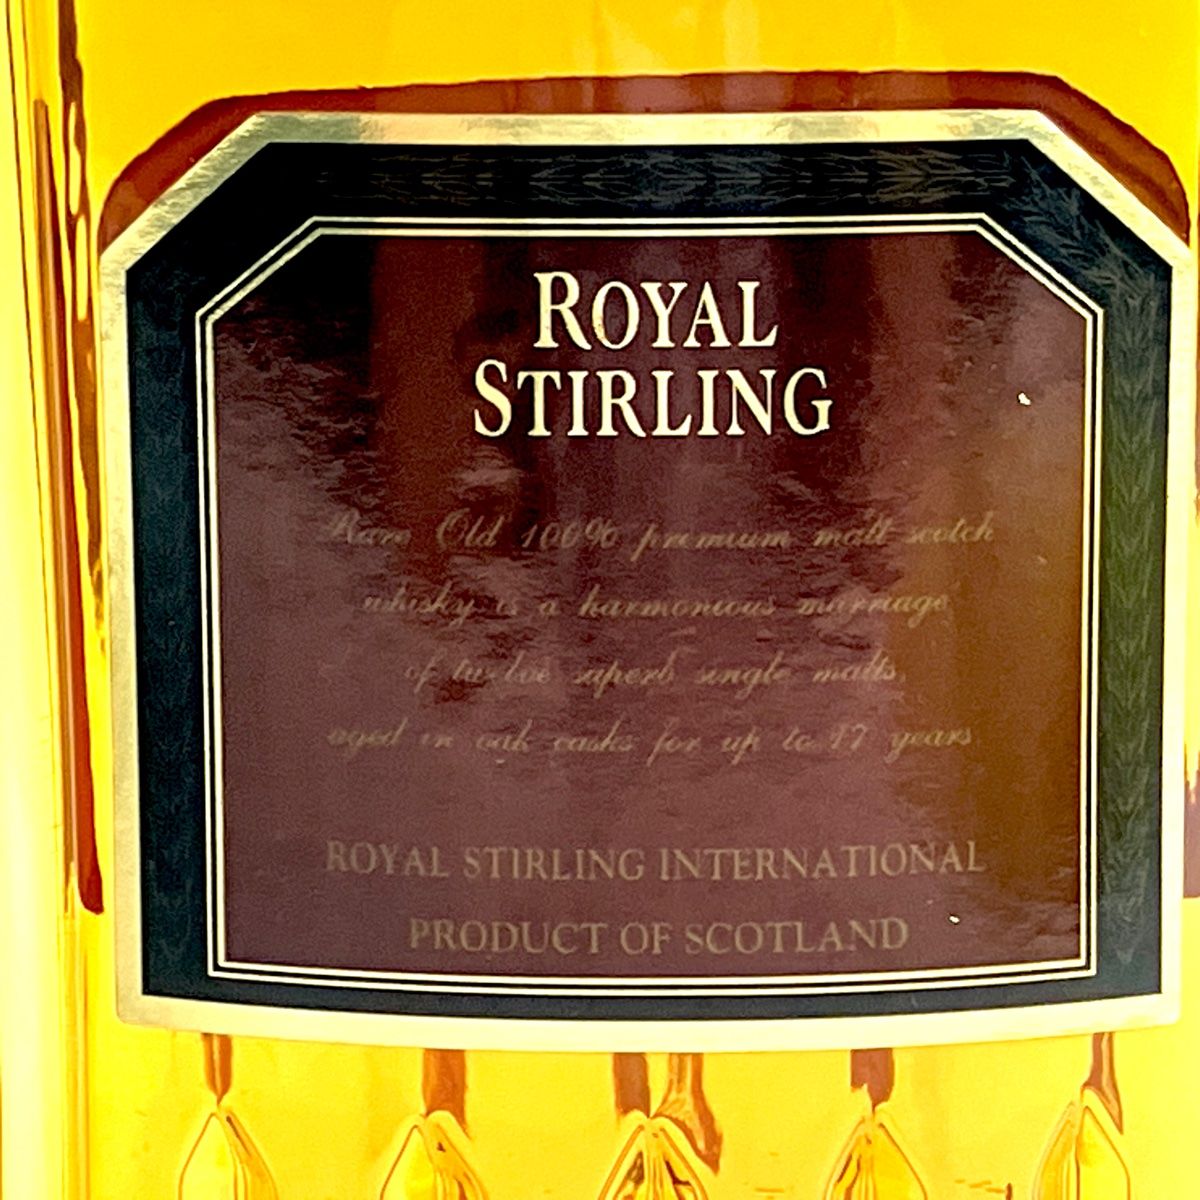 ROYAL
STIRLING
Rare Old 100% premium malt scotch
whisky is a harmonious marriage
of twelve superb single malts,
aged in oak casks for up to 17 years
ROYAL STIRLING INTERNATIONAL
PRODUCT OF SCOTLAND